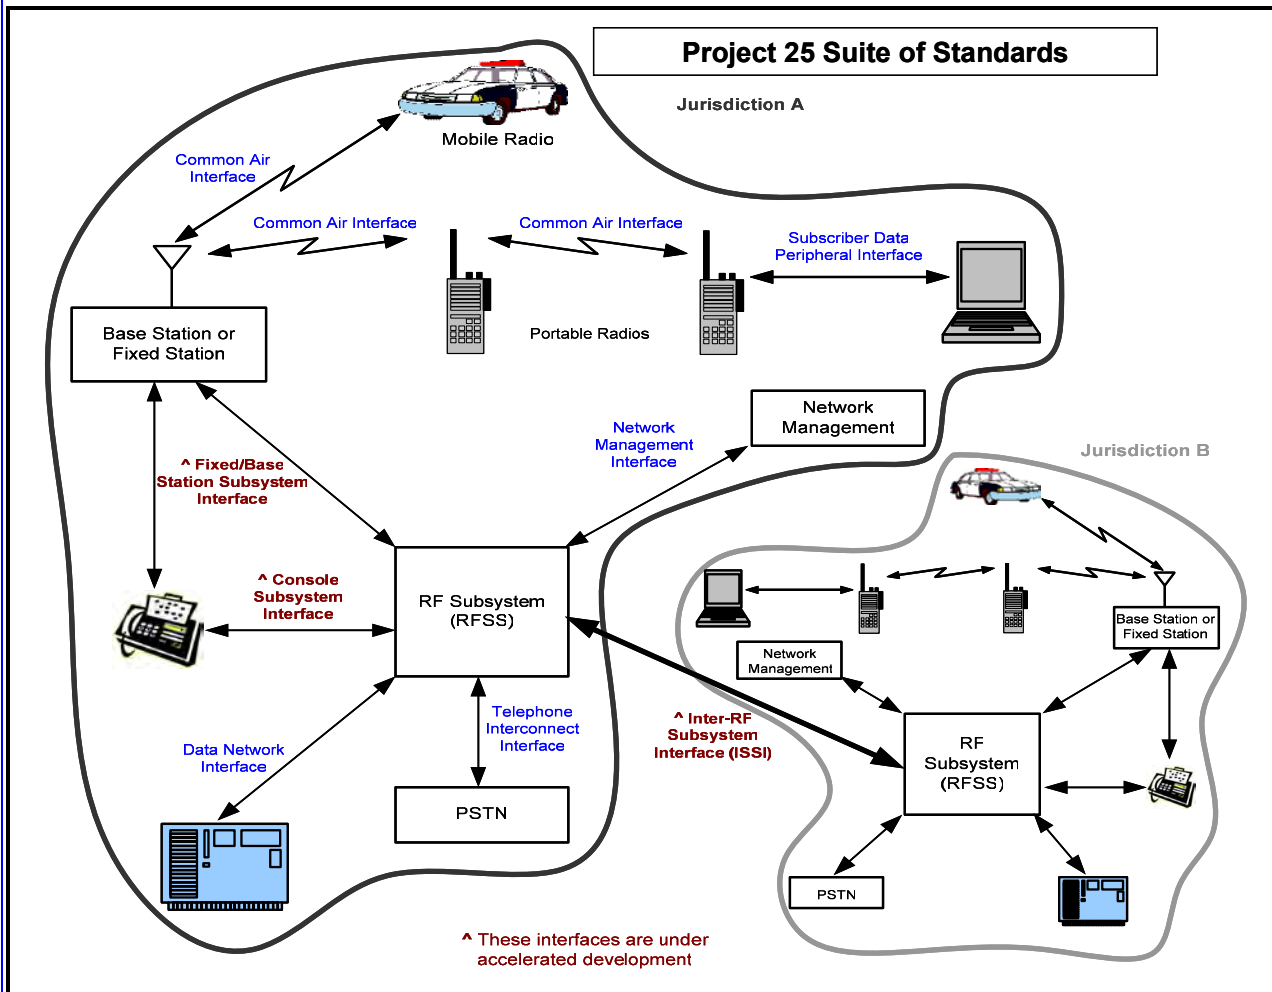 Project 25 Suite of Standards
Jurisdiction A
Mobile Radio
Common Air
Interface
Common Air Interface
Common Air Interface
Subscriber Data
Peripheral Interface
Base Station or
Fixed Station
Portable Radios
Network
Management
Network
Management
Interface
Jurisdiction B
^ Fixed/Base
Station Subsystem
Interface
^ Console
Subsystem
Interface
RF Subsystem
(RFSS)
Base Station or
Fixed Station
Network
Management
Telephone
Interconnect
Interface
^ Inter-RF
Subsystem
Interface (ISSI)
RF
Subsystem
(RFSS)
Data Network
Interface
PSTN
PSTN
^ These interfaces are under
accelerated development